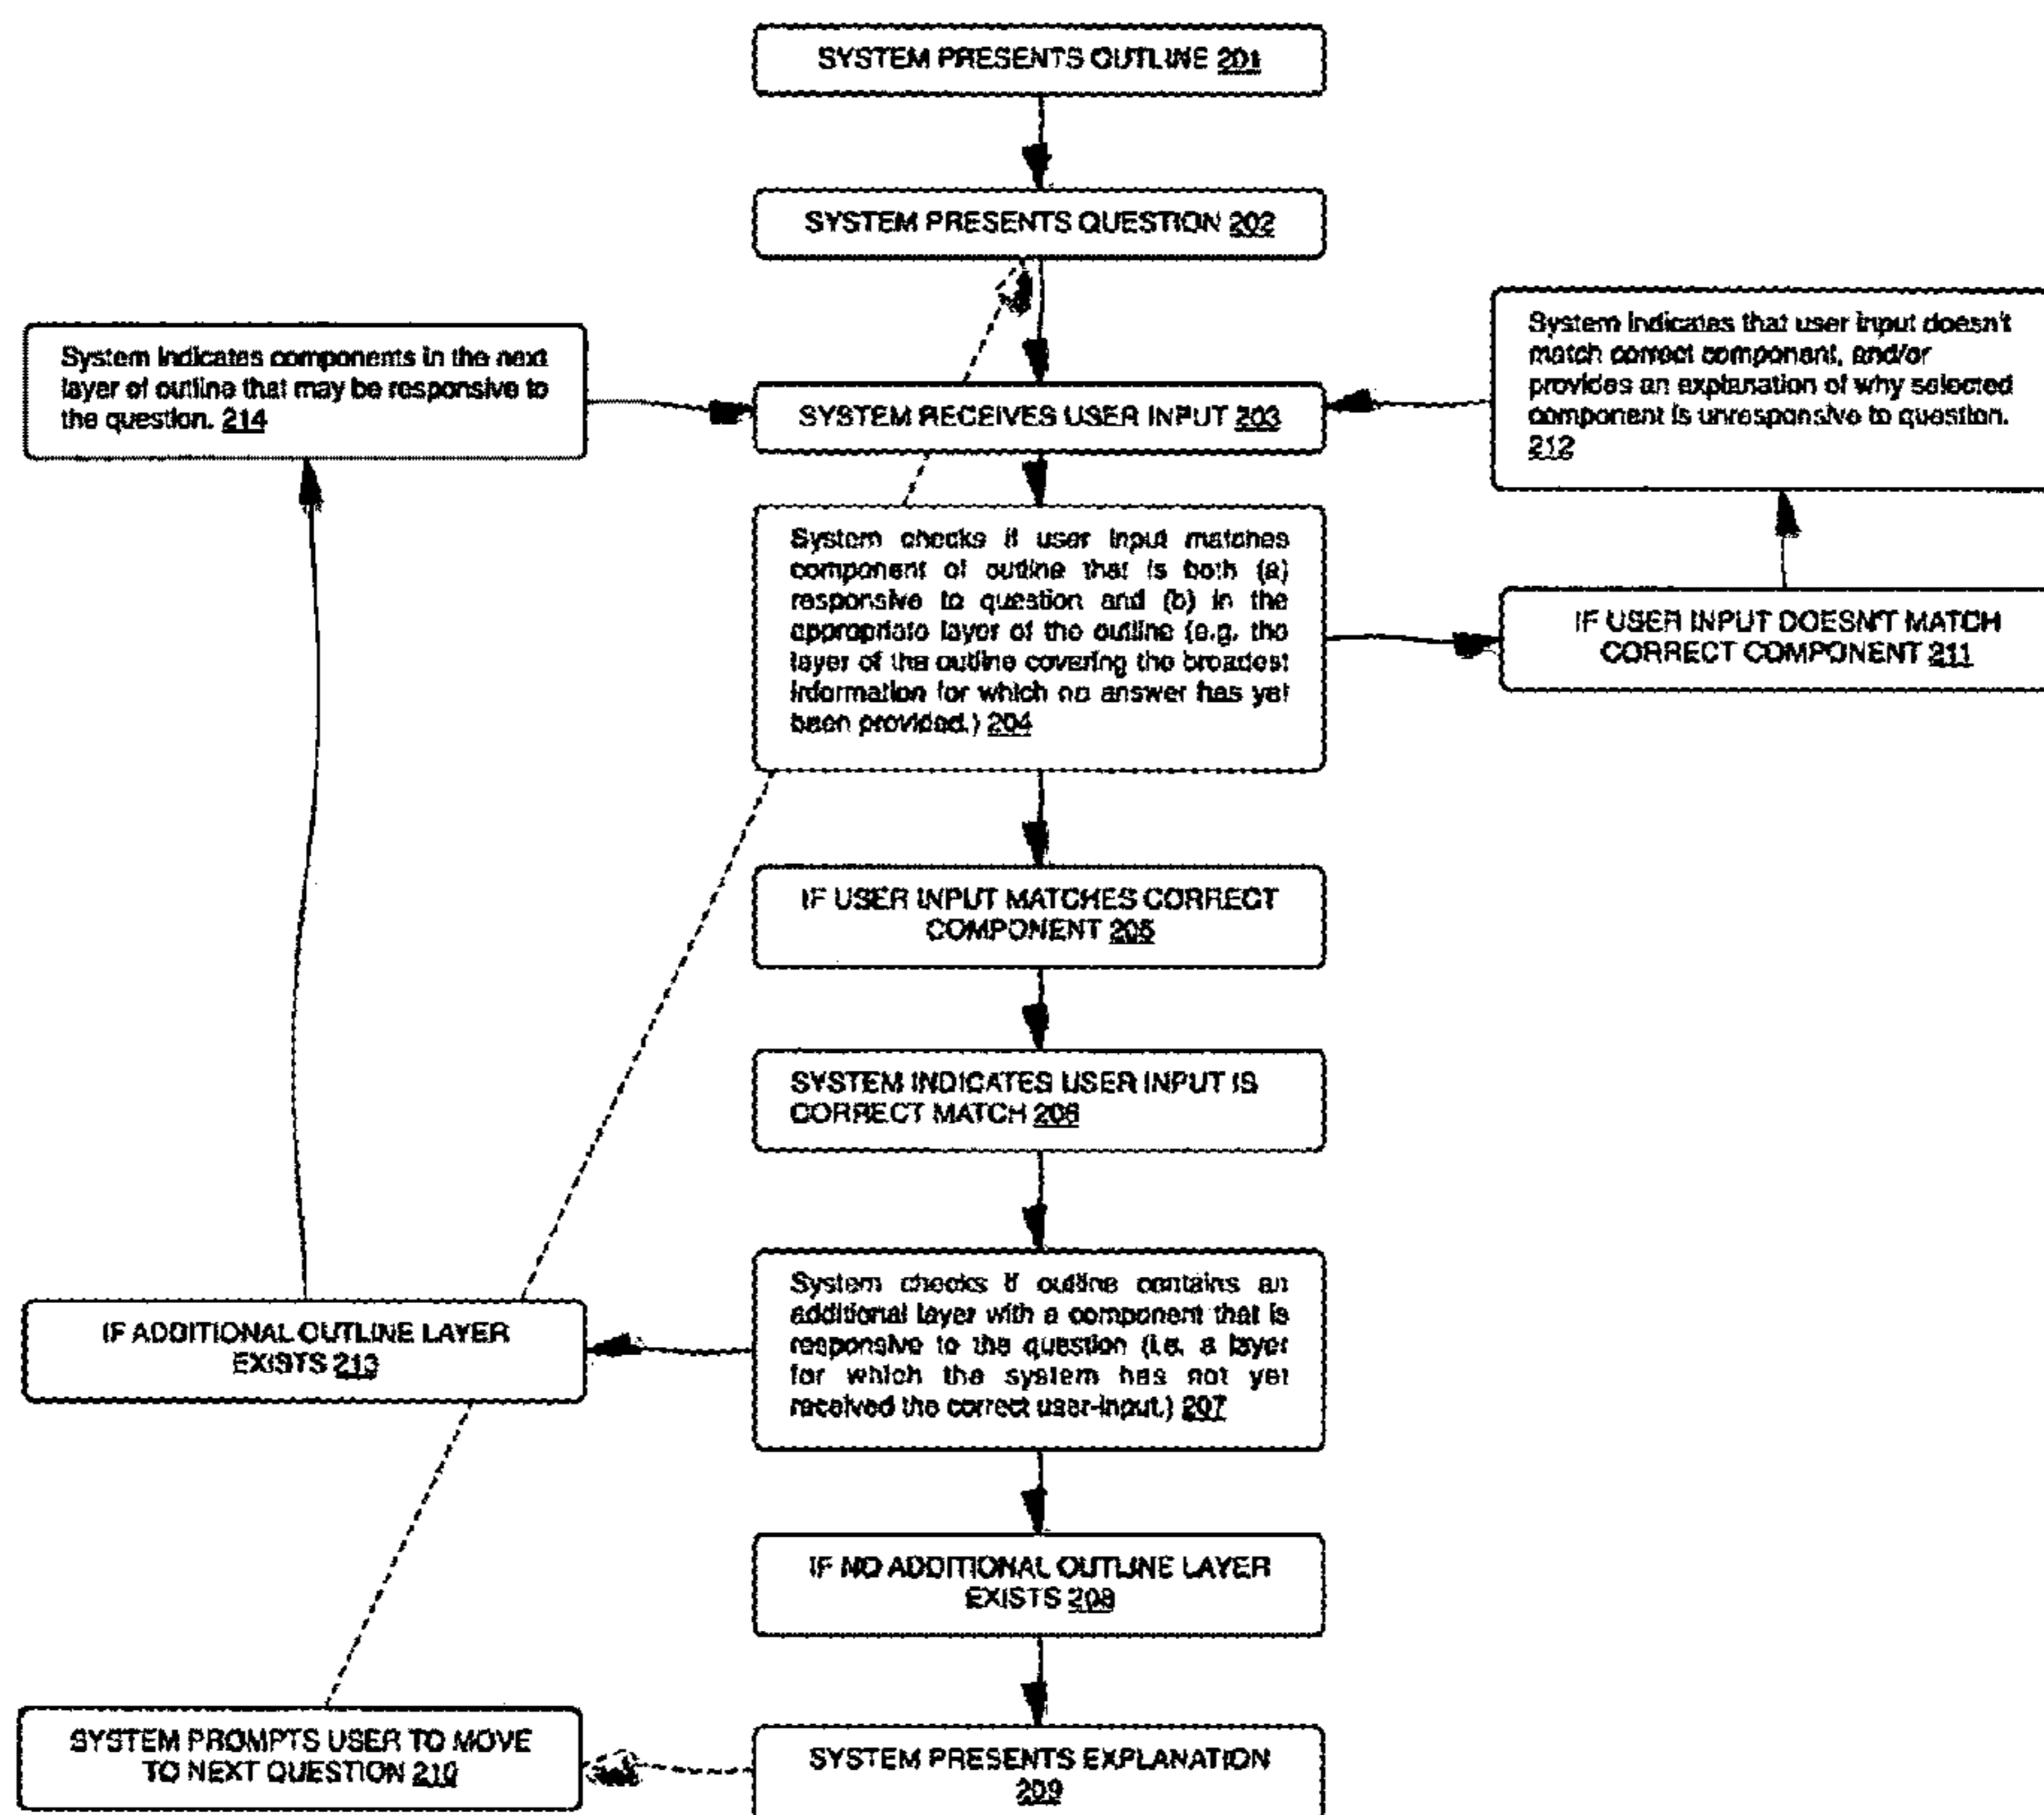 SYSTEM PRESENTS OUTLINE 201
SYSTEM PRESENTS QUESTION 202
System indicates components in the next
layer of outline that may be responsive to
the question. 214
SYSTEM RECEIVES USER INPUT 203
System indicates that user input doesn't
match correct component, and/or
provides an explanation of why selected
component is unresponsive to question.
212
System checks if user input matches
component of outline that is both (a)
responsive to question and (b) in the
appropriate layer of the outline (e.g. the
layer of the outline covering the broadest
information for which no answer has yet
been provided.) 204
IF USER INPUT DOESN'T MATCH
CORRECT COMPONENT 211
IF USER INPUT MATCHES CORRECT
COMPONENT 205
SYSTEM INDICATES USER INPUT IS
CORRECT MATCH 206
System checks if outline contains an
additional layer with a component that is
responsive to the question (i.e. a layer
for which the system has not yet
received the correct user-input.) 207
IF ADDITIONAL OUTLINE LAYER
EXISTS 213
IF NO ADDITIONAL OUTLINE LAYER
EXISTS 208
SYSTEM PROMPTS USER TO MOVE
TO NEXT QUESTION 210
SYSTEM PRESENTS EXPLANATION
209